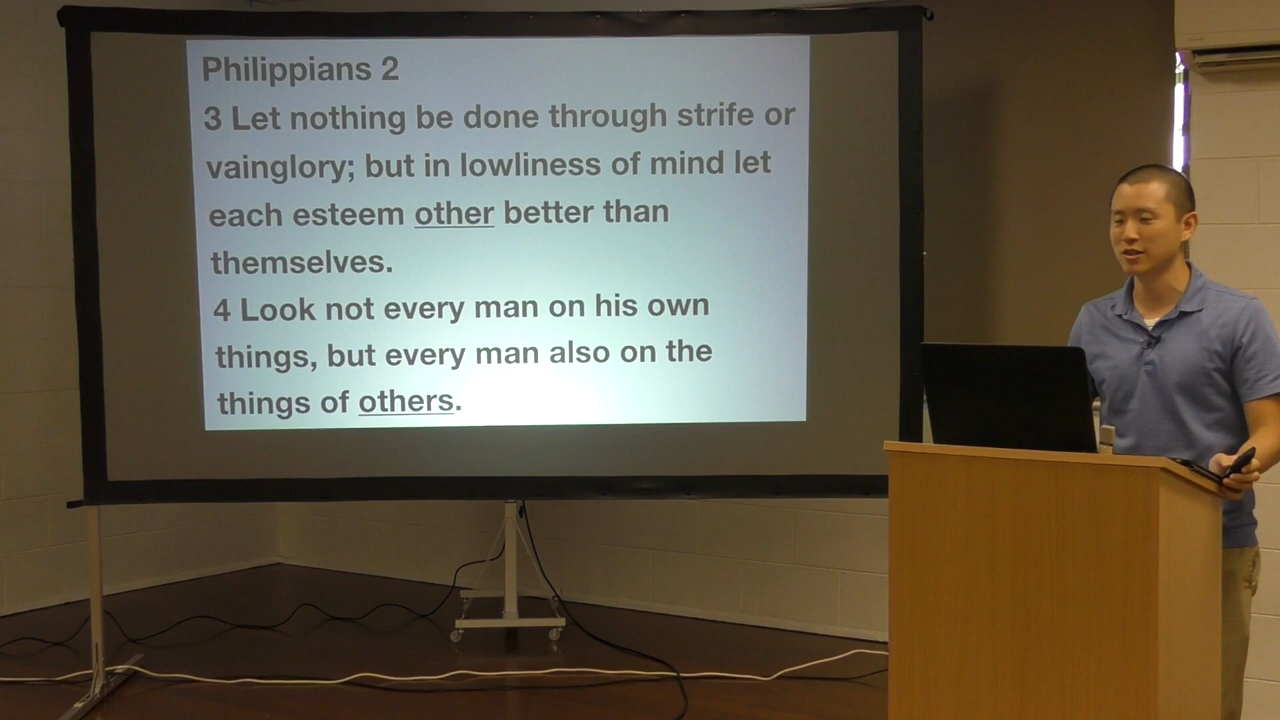 Philippians 2
3 Let nothing be done through strife or
vainglory; but in lowliness of mind let
each esteem other better than
themselves.
4 Look not every man on his own
things, but every man also on the
things of others.